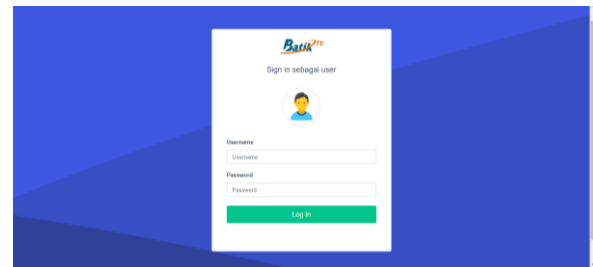 Batik TV
Sign in sebagai user
Username
Username
Password
Password
Log In